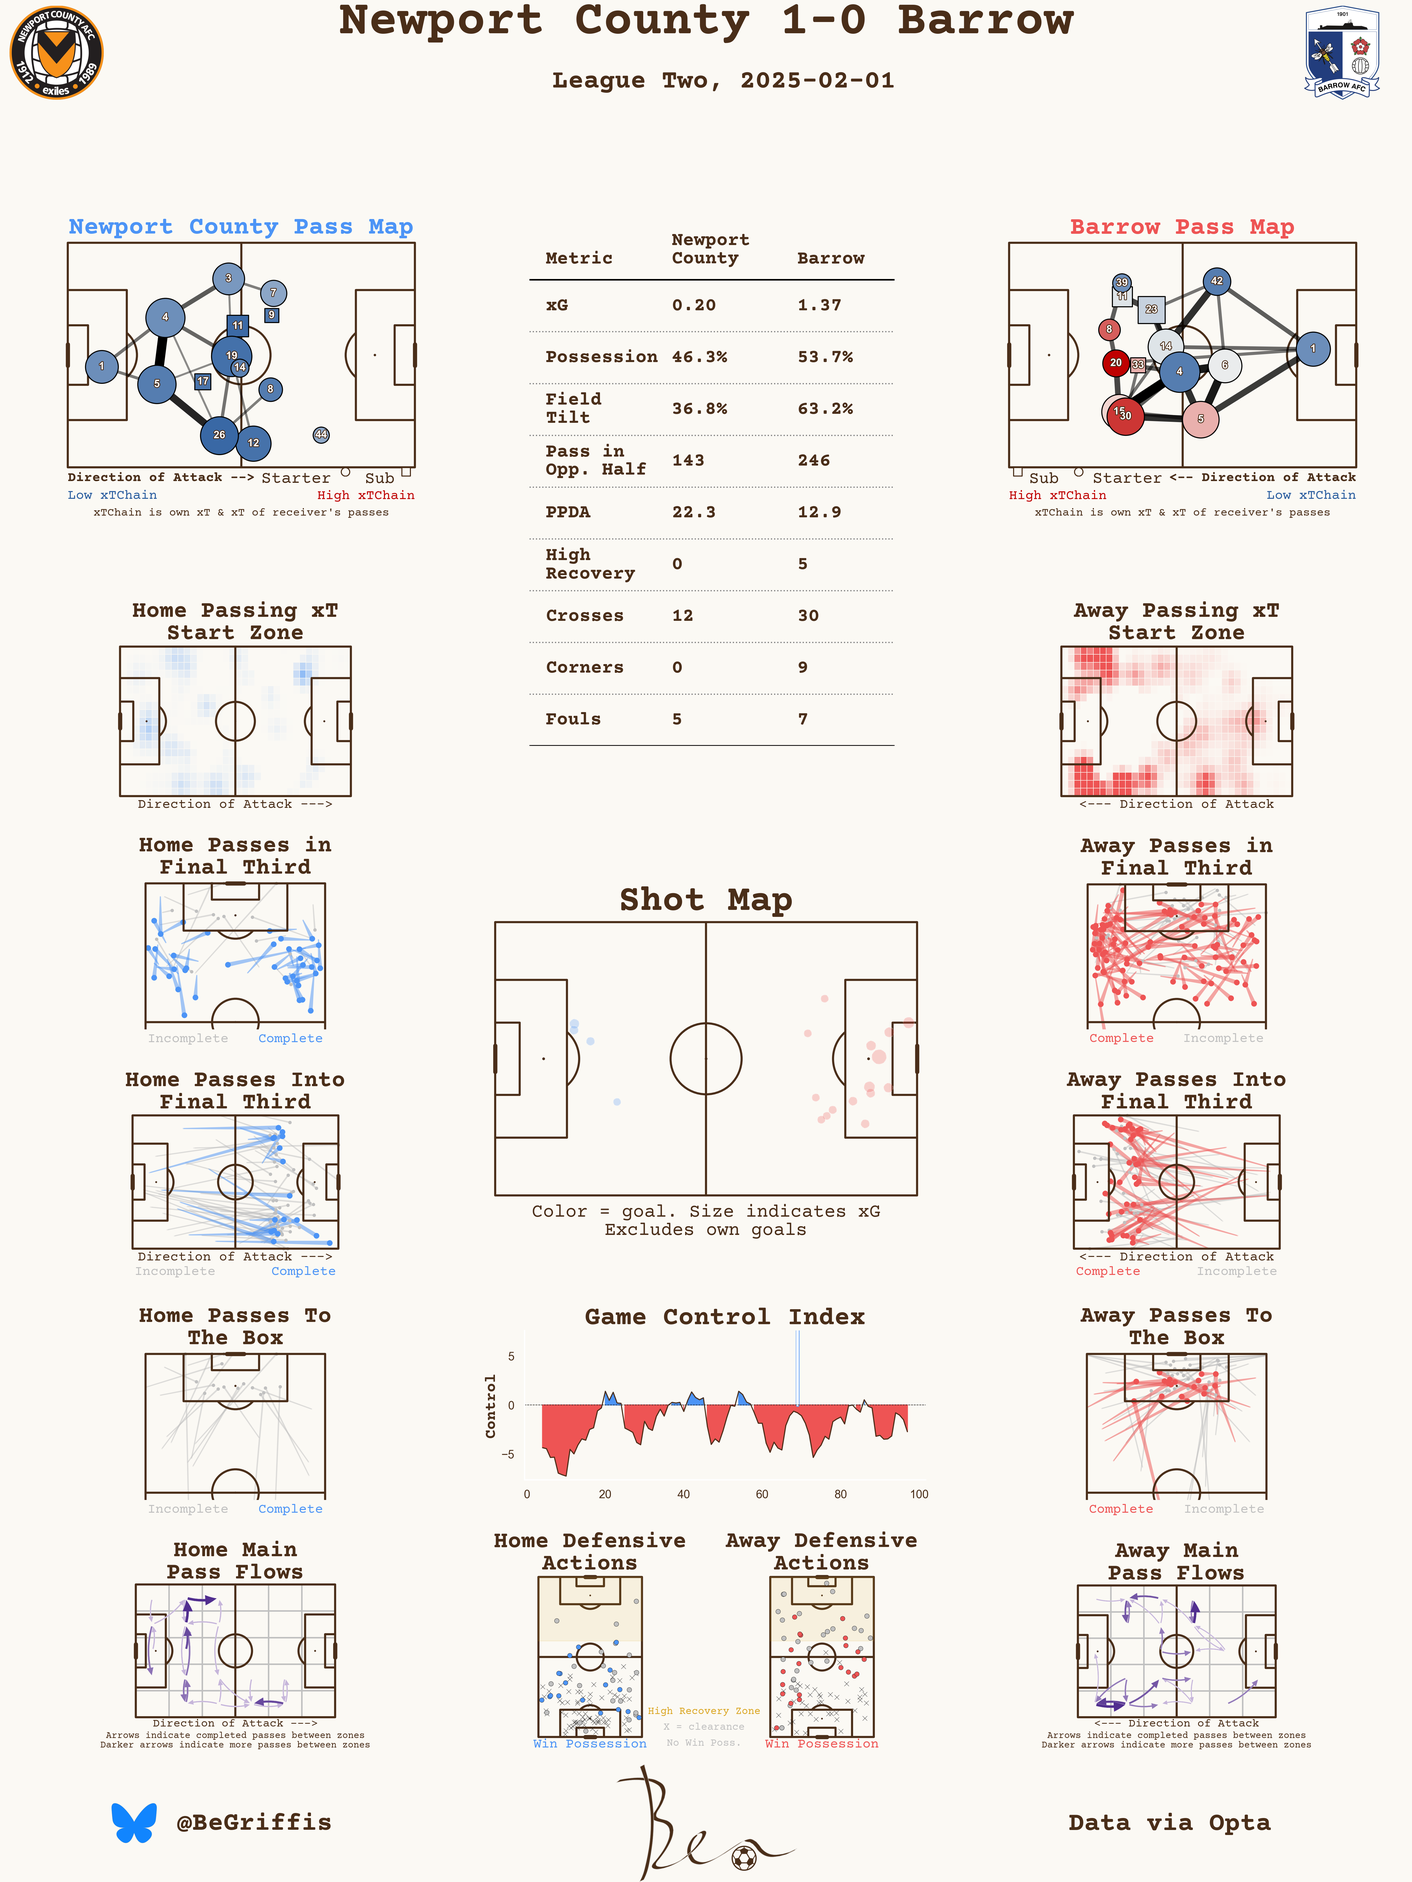 Newport County 1-0 Barrow
League Two, 2025-02-01
NEWPORT COUNTY AFC
1912 1989
exiles
1901
BARROW AFC
Newport County Pass Map
3
7
9
4
11
19
14
1
5
17
8
26
12
44
Direction of Attack --> Starter Sub
Low xTChain High xTChain
xTChain is own xT & xT of receiver's passes
Metric Newport County Barrow
xG 0.20 1.37
Possession 46.3% 53.7%
Field Tilt 36.8% 63.2%
Pass in Opp. Half 143 246
PPDA 22.3 12.9
High Recovery 0 5
Crosses 12 30
Corners 0 9
Fouls 5 7
Barrow Pass Map
39
42
11
23
8
14
1
20
33
4
6
15
30
5
Sub Starter <-- Direction of Attack
High xTChain Low xTChain
xTChain is own xT & xT of receiver's passes
Home Passing xT
Start Zone
Direction of Attack --->
Away Passing xT
Start Zone
<--- Direction of Attack
Home Passes in
Final Third
Incomplete Complete
Away Passes in
Final Third
Complete Incomplete
Shot Map
Color = goal. Size indicates xG
Excludes own goals
Home Passes Into
Final Third
Direction of Attack --->
Incomplete Complete
Away Passes Into
Final Third
<--- Direction of Attack
Complete Incomplete
Home Passes To
The Box
Incomplete Complete
Game Control Index
Control
5
0
−5
0 20 40 60 80 100
Away Passes To
The Box
Complete Incomplete
Home Main
Pass Flows
Direction of Attack --->
Arrows indicate completed passes between zones
Darker arrows indicate more passes between zones
Home Defensive
Actions
Win Possession
Away Defensive
Actions
Win Possession
High Recovery Zone
X = clearance
No Win Poss.
Away Main
Pass Flows
<--- Direction of Attack
Arrows indicate completed passes between zones
Darker arrows indicate more passes between zones
@BeGriffis
Ben
Data via Opta